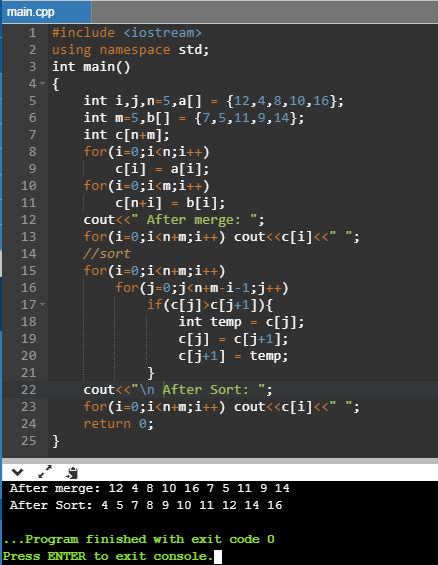 main.cpp
1 #include <iostream>
2 using namespace std;
3 int main()
4 {
5 int i,j,n=5,a[] = {12,4,8,10,16};
6 int m=5,b[] = {7,5,11,9,14};
7 int c[n+m];
8 for(i=0;i<n;i++)
9 c[i] = a[i];
10 for(i=0;i<m;i++)
11 c[n+i] = b[i];
12 cout<<" After merge: ";
13 for(i=0;i<n+m;i++) cout<<c[i]<<" ";
14 //sort
15 for(i=0;i<n+m;i++)
16 for(j=0;j<n+m-i-1;j++)
17 if(c[j]>c[j+1]){
18 int temp = c[j];
19 c[j] = c[j+1];
20 c[j+1] = temp;
21 }
22 cout<<"\n After Sort: ";
23 for(i=0;i<n+m;i++) cout<<c[i]<<" ";
24 return 0;
25 }
After merge: 12 4 8 10 16 7 5 11 9 14
After Sort: 4 5 7 8 9 10 11 12 14 16
...Program finished with exit code 0
Press ENTER to exit console.